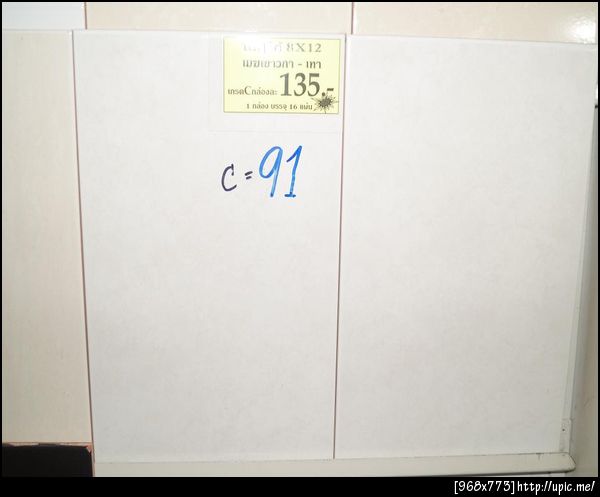 8X12
เมฆขาวเทา - เทา
เกรดCกล่องละ 135.-
1 กล่อง บรรจุ 16 แผ่น
C = 91
[968x773]http://upic.me/